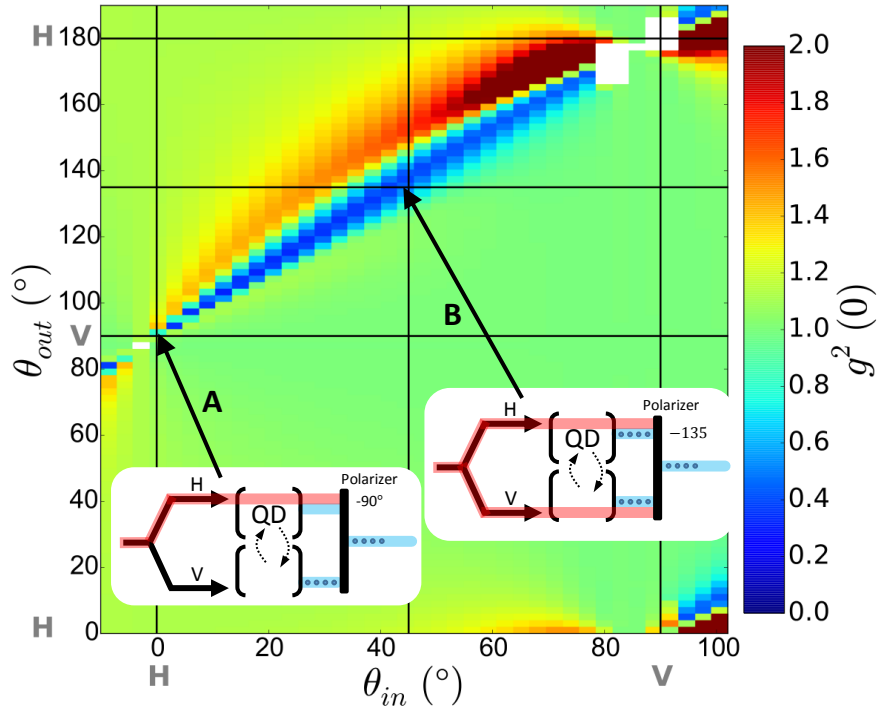 H
180
160
140
120
100
V
80
60
40
20
H 0
θout (°)
0
20
40
60
80
100
H
V
θin (°)
2.0
1.8
1.6
1.4
1.2
1.0
0.8
0.6
0.4
0.2
0.0
g² (0)
A
B
H
V
QD
Polarizer
-90°
H
V
QD
Polarizer
−135